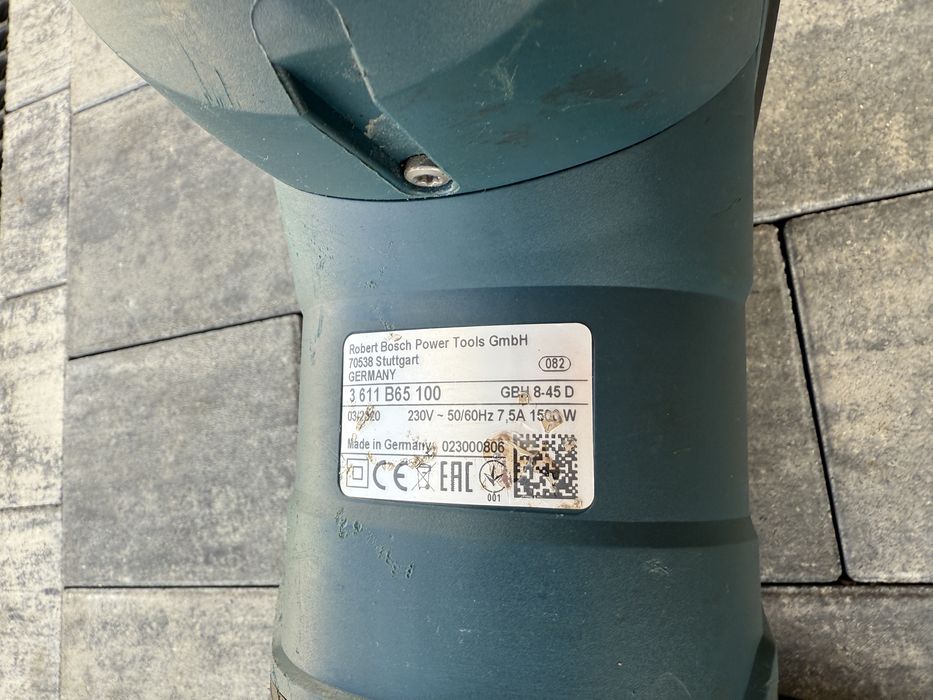 Robert Bosch Power Tools GmbH
70538 Stuttgart
082
GERMANY
3 611 B65 100 GBH 8-45 D
03/2020 230V ~ 50/60Hz 7,5A 1500 W
Made in Germany 023000806
CE EAC
001